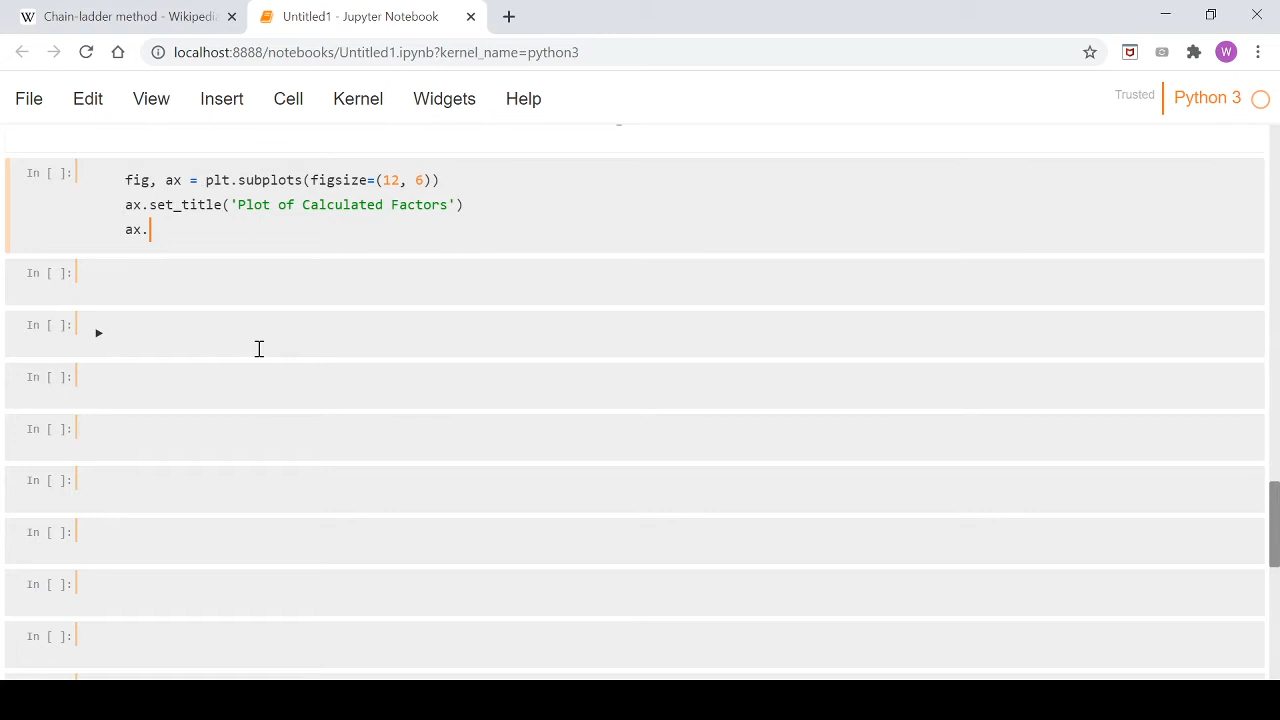 Chain-ladder method - Wikipedi
Untitled1 - Jupyter Notebook
localhost:8888/notebooks/Untitled1.ipynb?kernel_name=python3
W
File Edit View Insert Cell Kernel Widgets Help
Trusted
Python 3
In [ ]:
fig, ax = plt.subplots(figsize=(12, 6))
ax.set_title('Plot of Calculated Factors')
ax.
In [ ]:
In [ ]:
In [ ]:
In [ ]:
In [ ]:
In [ ]:
In [ ]:
In [ ]: